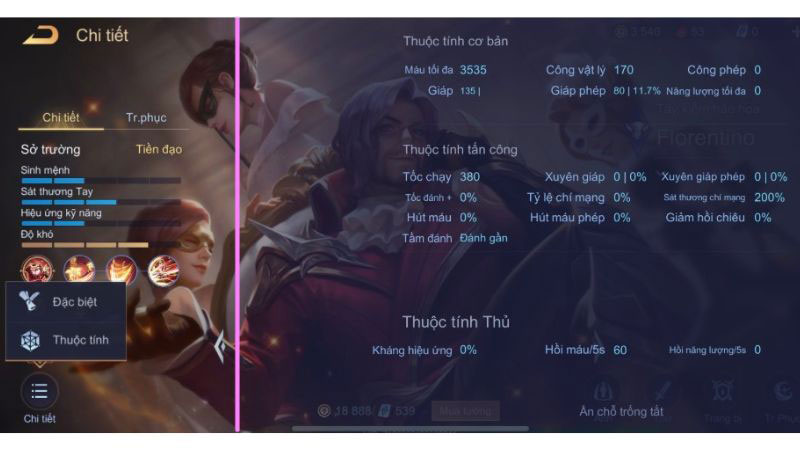 Chi tiết
Chi tiết Tr.phục
Sở trường Tiền đạo
Sinh mệnh
Sát thương Tay
Hiệu ứng kỹ năng
Độ khó
Đặc biệt
Thuộc tính
Chi tiết
3 540 93 0
Thuộc tính cơ bản
Máu tối đa 3535 Công vật lý 170 Công phép 0
Giáp 135 | Giáp phép 80 | 11.7% Năng lượng tối đa 0
Florentino
Thuộc tính tấn công
Tốc chạy 380 Xuyên giáp 0 | 0% Xuyên giáp phép 0 | 0%
Tốc đánh + 0% Tỷ lệ chí mạng 0% Sát thương chí mạng 200%
Hút máu 0% Hút máu phép 0% Giảm hồi chiêu 0%
Tầm đánh Đánh gần
Thuộc tính Thủ
Kháng hiệu ứng 0% Hồi máu/5s 60 Hồi năng lượng/5s 0
18 888/ 539 Mua tướng Ấn chỗ trống tắt Trang bị Tr.Phục